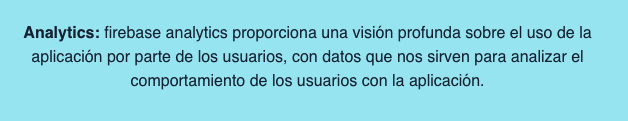 Analytics: firebase analytics proporciona una visión profunda sobre el uso de la
aplicación por parte de los usuarios, con datos que nos sirven para analizar el
comportamiento de los usuarios con la aplicación.